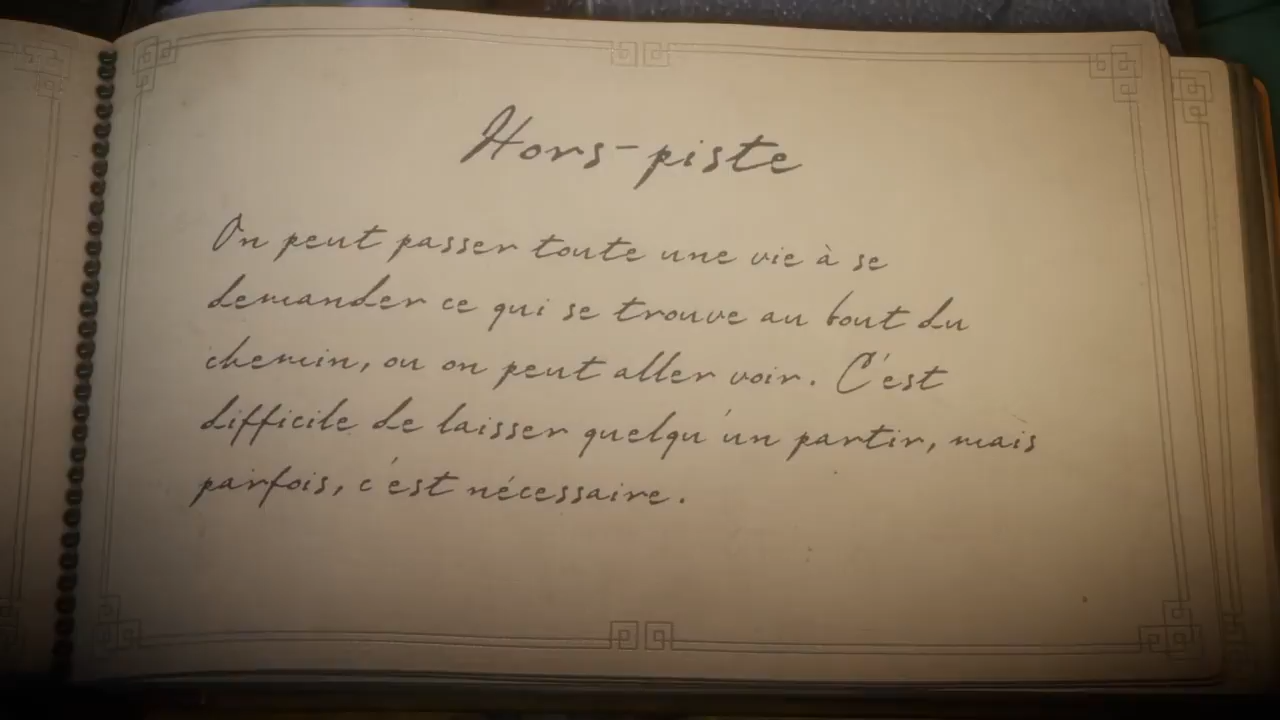 Hors-piste
On peut passer toute une vie à se
demander ce qui se trouve au bout du
chemin, ou on peut aller voir. C'est
difficile de laisser quelqu'un partir, mais
parfois, c'est nécessaire.